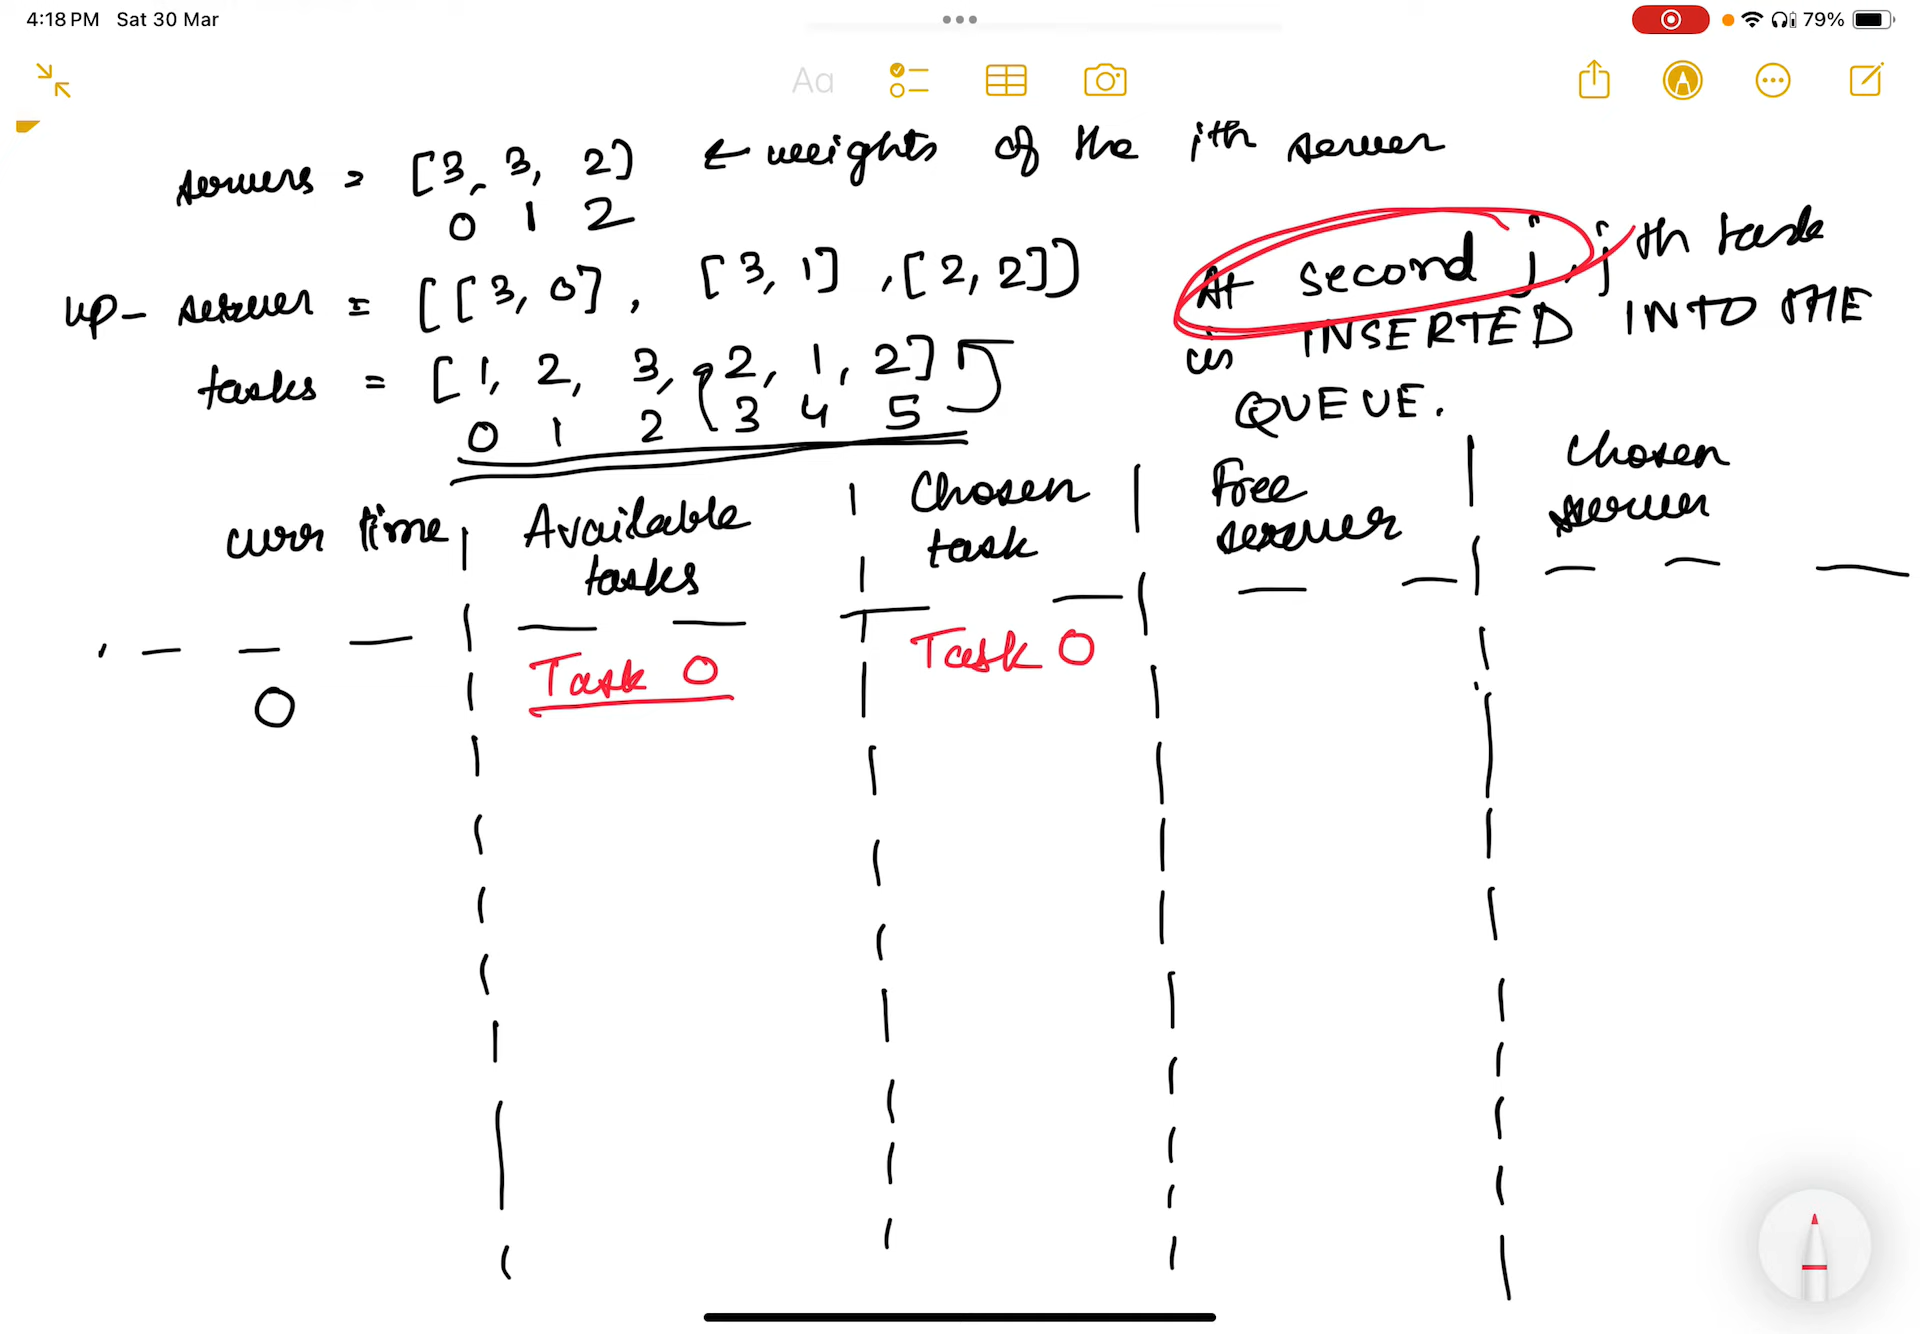 4:18 PM Sat 30 Mar
79%
Aa
servers = [3, 3, 2] ← weights of the ith server
0 1 2
up-server = [[3, 0], [3, 1], [2, 2]]
At second j, jth task
is INSERTED INTO THE
QUEUE.
tasks = [1, 2, 3, 2, 1, 2]
0 1 2 3 4 5
curr time
Available
tasks
Chosen
task
Free
server
Chosen
server
0
Task 0
Task 0